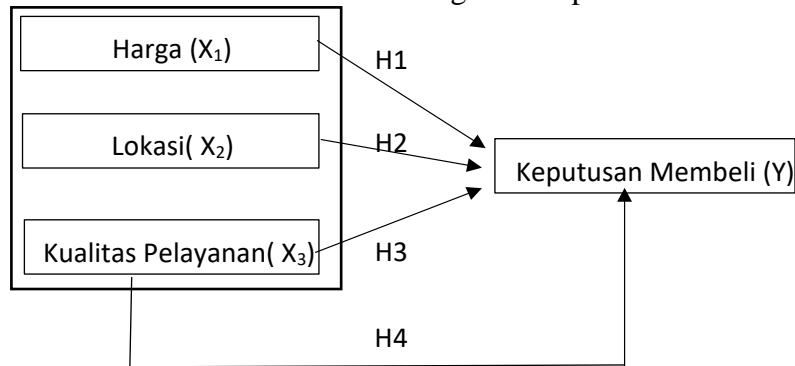 Harga (X₁)
H1
Lokasi( X₂)
H2
Keputusan Membeli (Y)
Kualitas Pelayanan( X₃)
H3
H4